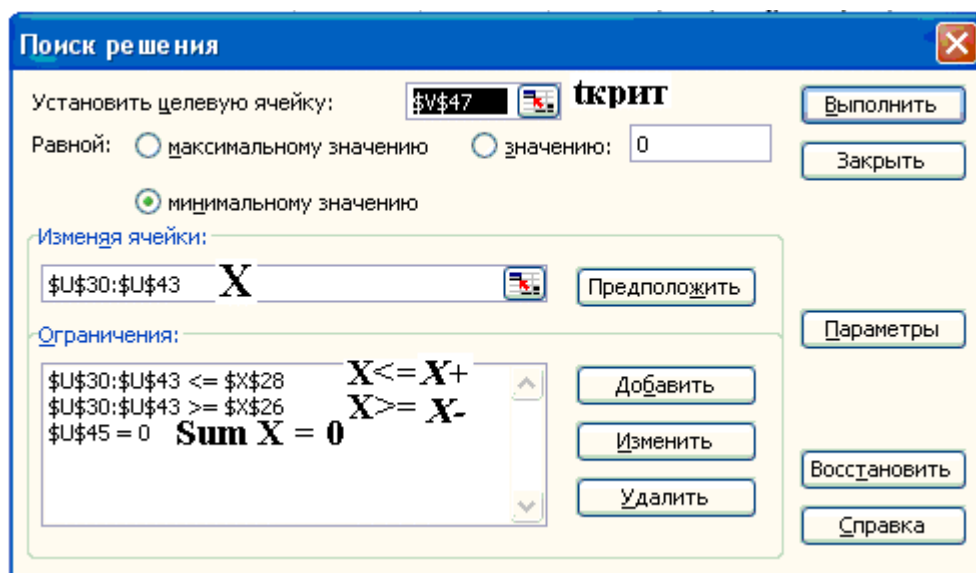 Поиск решения
Установить целевую ячейку: $V$47 tкрит
Выполнить
Равной: максимальному значению значению: 0
Закрыть
минимальному значению
Изменяя ячейки:
$U$30:$U$43 X
Предположить
Ограничения:
Параметры
$U$30:$U$43 <= $X$28 X<= X+
Добавить
$U$30:$U$43 >= $X$26 X>= X-
$U$45 = 0 Sum X = 0
Изменить
Восстановить
Удалить
Справка